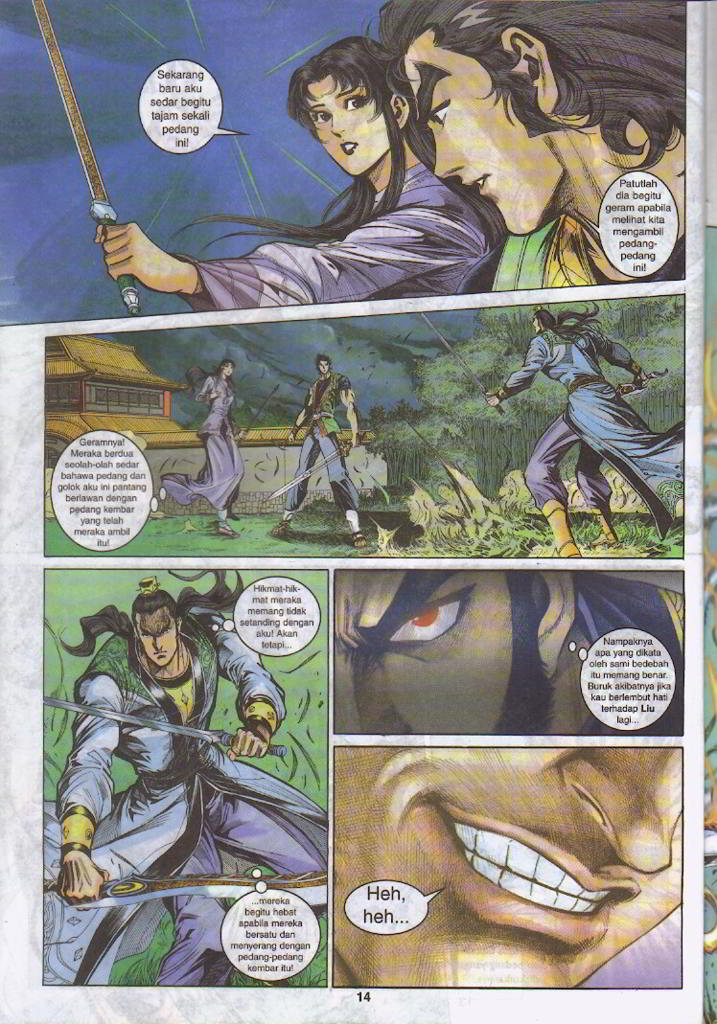 Sekarang
baru aku
sedar begitu
tajam sekali
pedang
ini!
Patutlah
dia begitu
geram apabila
melihat kita
mengambil
pedang-
pedang
ini!
Geramnya!
Mereka berdua
seolah-olah sedar
bahawa pedang dan
golok aku ini pantang
berlawan dengan
pedang kembar
yang telah
mereka ambil
itu!
Hikmat-hik-
mat mereka
memang tidak
setanding dengan
aku! Akan
tetapi...
...mereka
begitu hebat
apabila mereka
bersatu dan
menyerang dengan
pedang-pedang
kembar itu!
Nampaknya
apa yang dikata
oleh sami bedebah
itu memang benar.
Buruk akibatnya jika
kau berlembut hati
terhadap Liu
lagi...
Heh,
heh...
14